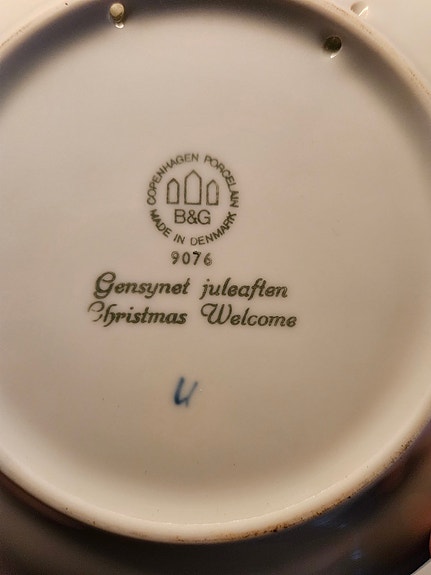 COPENHAGEN PORCELAIN
B&G
MADE IN DENMARK
9076
Gensynet juleaften
Christmas Welcome
U